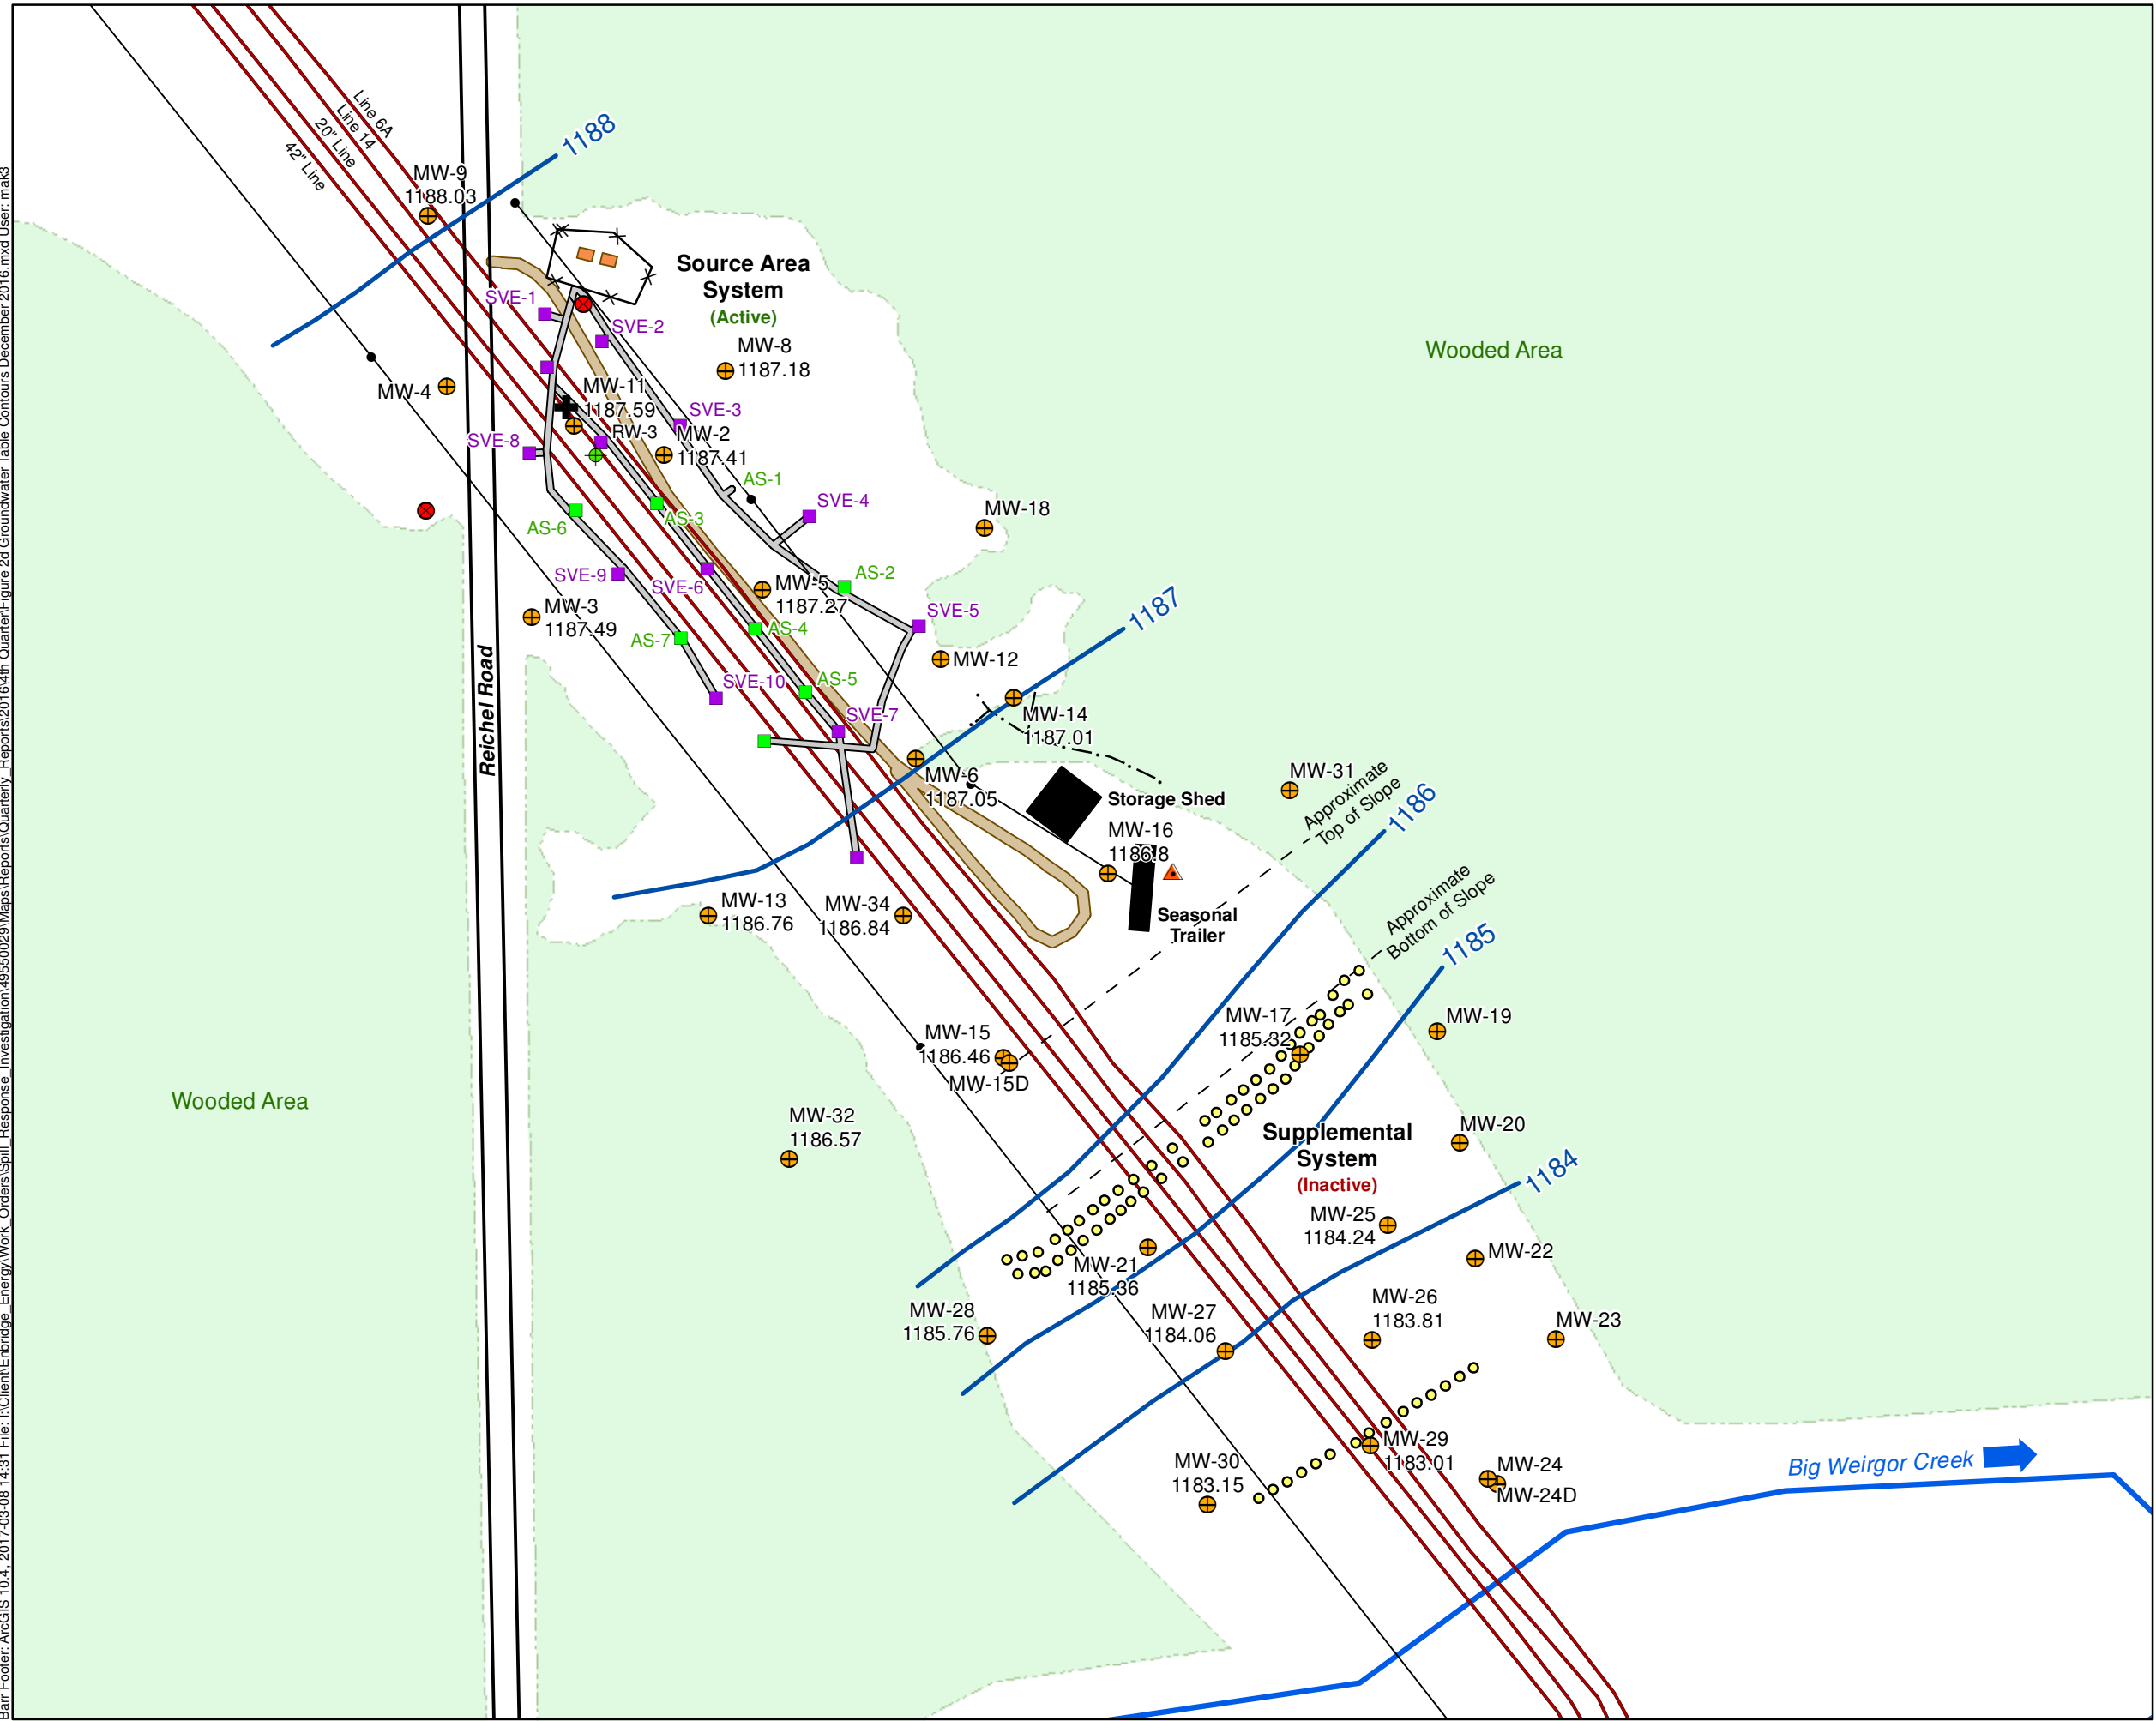 Line 6A
Line 14
20" Line
42" Line
1188
MW-9
1188.03
Source Area
System
(Active)
SVE-1
SVE-2
MW-8
1187.18
Wooded Area
MW-4
MW-11
1187.59
SVE-3
RW-3
MW-2
1187.41
SVE-8
AS-1
SVE-4
MW-18
AS-3
AS-6
SVE-9
SVE-6
MW-5
1187.27
AS-2
MW-3
1187.49
SVE-5
1187
AS-7
AS-4
MW-12
SVE-10
AS-5
SVE-7
MW-14
1187.01
Reichel Road
MW-6
1187.05
Storage Shed
MW-31
Approximate
Top of Slope
1186
MW-16
1186.8
MW-13
1186.76
MW-34
1186.84
Seasonal
Trailer
Approximate
Bottom of Slope
1185
MW-15
1186.46
MW-15D
MW-17
1185.32
MW-19
Wooded Area
MW-32
1186.57
Supplemental
System
(Inactive)
MW-20
1184
MW-25
1184.24
MW-22
MW-21
1185.36
MW-28
1185.76
MW-27
1184.06
MW-26
1183.81
MW-23
MW-29
1183.01
MW-30
1183.15
MW-24
MW-24D
Big Weirgor Creek
Barr Footer: ArcGIS 10.4, 2017-03-08 14:31 File: I:\Client\Enbridge_Energy\Work_Orders\Spill_Response_Investigation\49550029\Maps\Reports\Quarterly_Reports\2016\4th Quarter\Figure 2d Groundwater Table Contours December 2016.mxd User: mak3